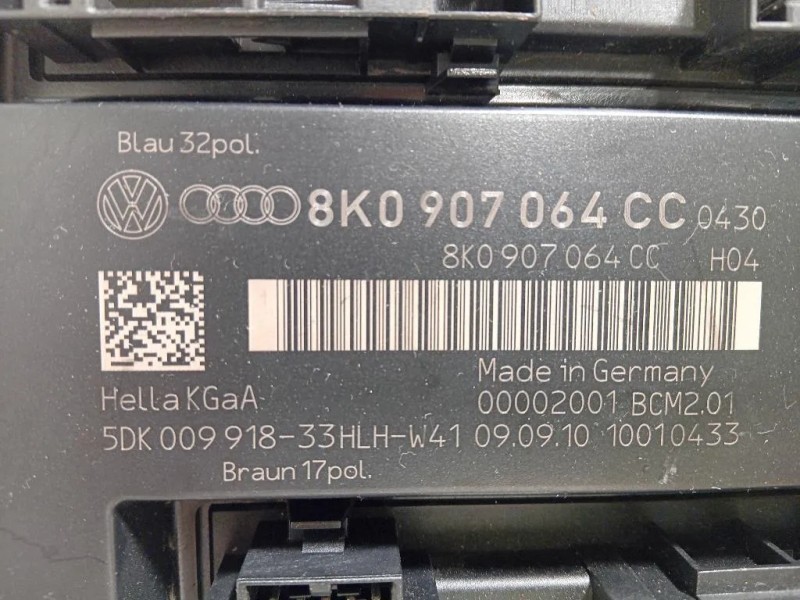 Blau 32pol.
8K0 907 064 CC 0430
8K0 907 064 CC H04
Made in Germany
Hella KGaA 00002001 BCM2.01
5DK 009 918-33HLH-W41 09.09.10 10010433
Braun 17pol.